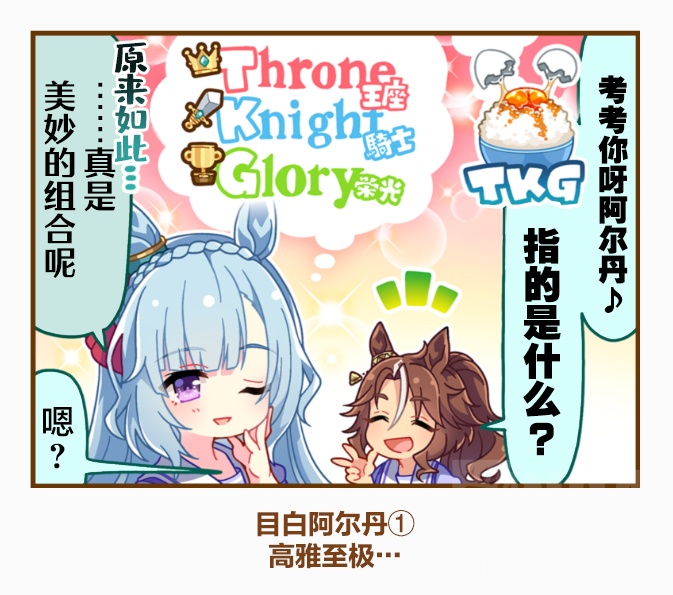 考考你呀阿尔丹♪
TKG
指的是什么？
Throne
王座
Knight
騎士
Glory
栄光
原来如此…
……真是
美妙的组合呢
嗯？
目白阿尔丹①
高雅至极…